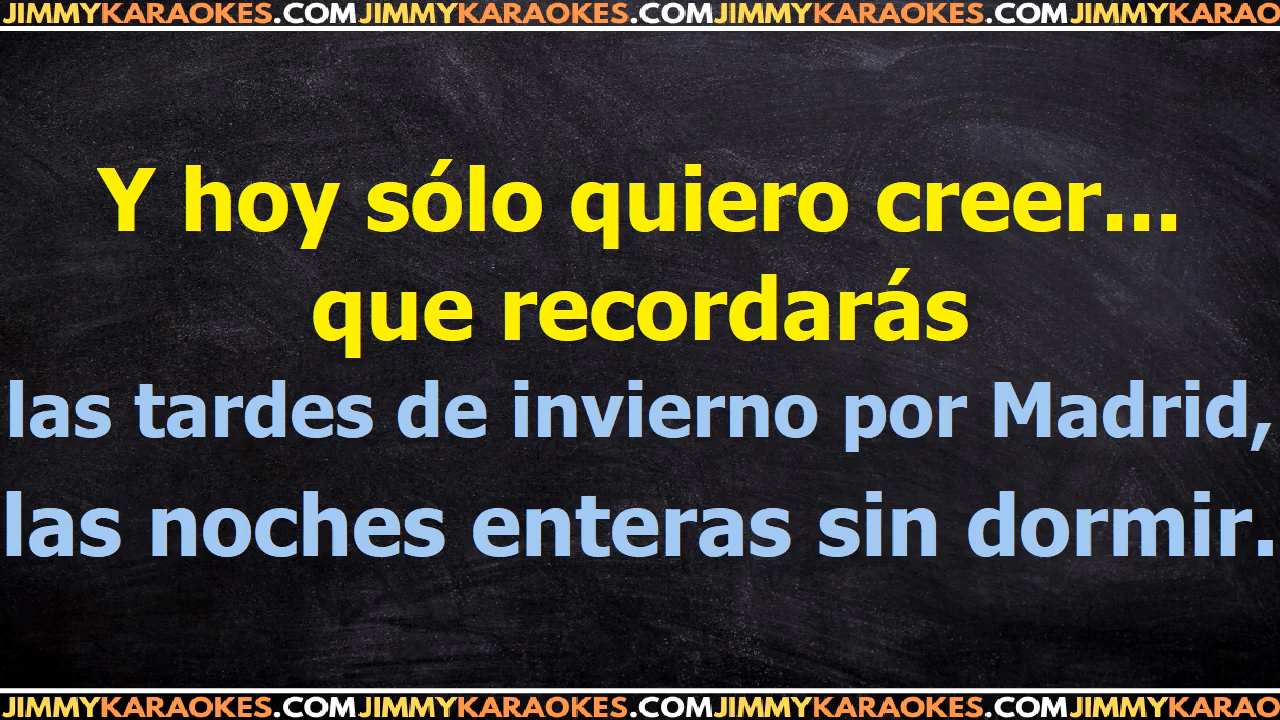 JIMMYKARAOKES.COMJIMMYKARAOKES.COMJIMMYKARAOKES.COMJIMMYKARAO
Y hoy sólo quiero creer...
que recordarás
las tardes de invierno por Madrid,
las noches enteras sin dormir.
JIMMYKARAOKES.COMJIMMYKARAOKES.COMJIMMYKARAOKES.COMJIMMYKARAO